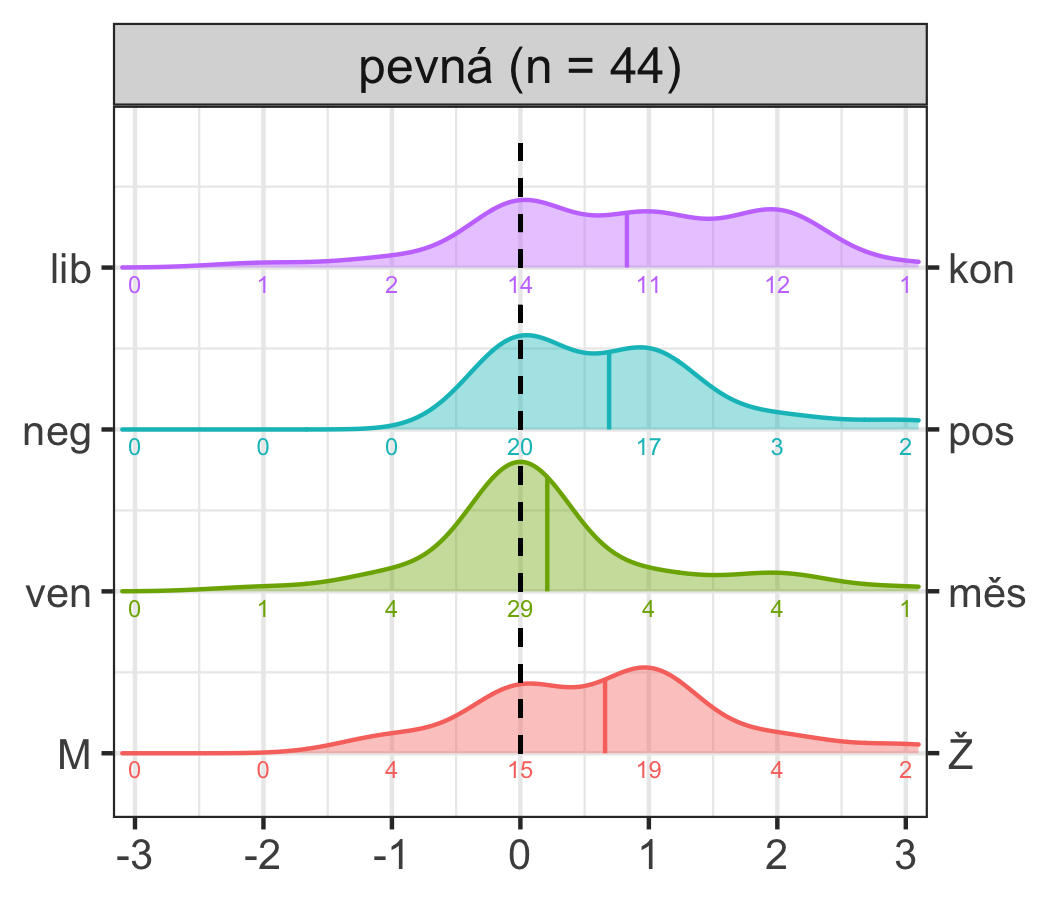 pevná (n = 44)
lib kon
0 1 2 14 11 12 1
neg pos
0 0 0 20 17 3 2
ven měs
0 1 4 29 4 4 1
M Ž
0 0 4 15 19 4 2
-3 -2 -1 0 1 2 3